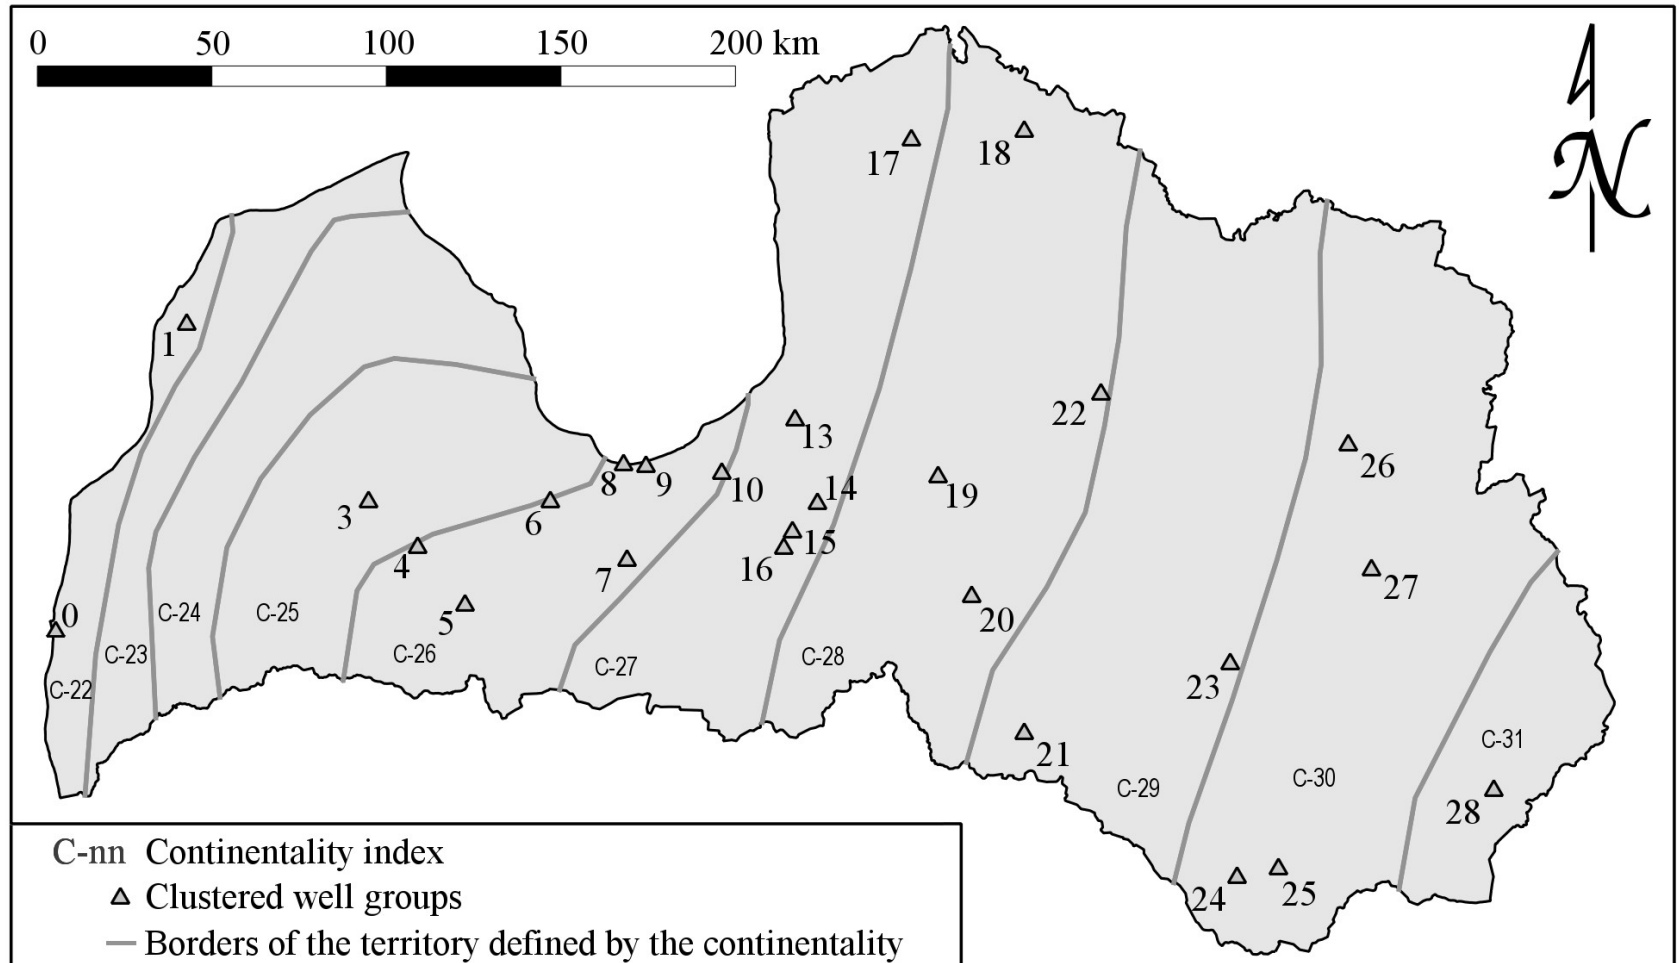 0 50 100 150 200 km
N
17
18
1
22
13
26
8
9
10
14
19
3
6
15
4
16
27
7
C-24
C-25
5
20
0
C-23
C-26
C-27
C-28
23
C-22
21
C-31
C-30
C-29
28
24
25
C-nn Continentality index
Clustered well groups
Borders of the territory defined by the continentality